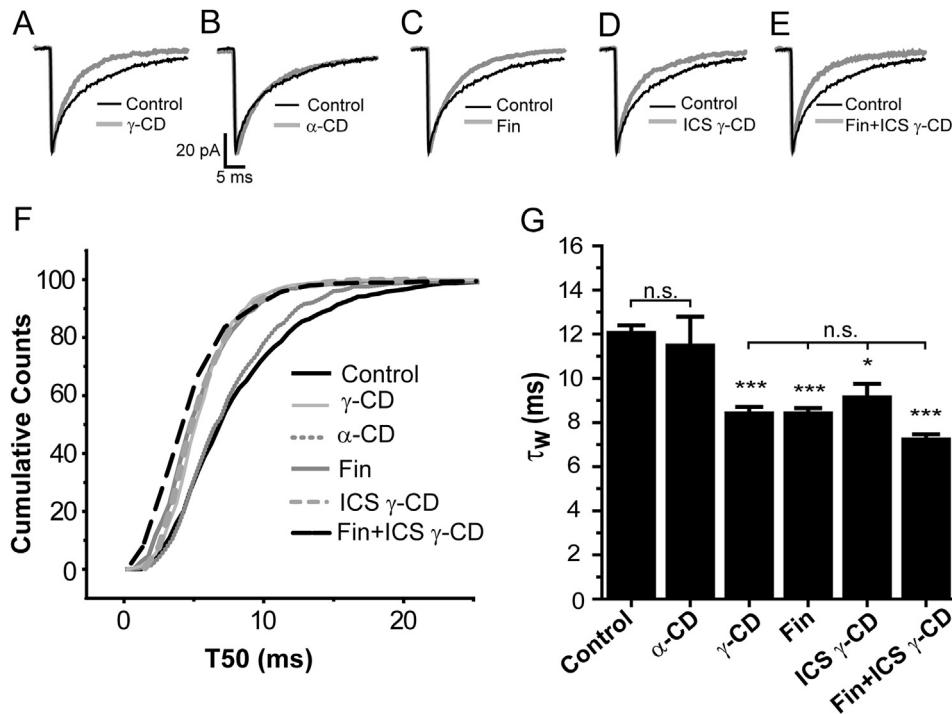 A
Control
γ-CD
B
Control
α-CD
20 pA
5 ms
C
Control
Fin
D
Control
ICS γ-CD
E
Control
Fin+ICS γ-CD
F
Cumulative Counts
100
80
60
40
20
0
0 10 20
T50 (ms)
Control
γ-CD
α-CD
Fin
ICS γ-CD
Fin+ICS γ-CD
G
τw (ms)
16
14
12
10
8
6
4
2
0
n.s.
n.s.
***
***
*
***
Control
α-CD
γ-CD
Fin
ICS γ-CD
Fin+ICS γ-CD